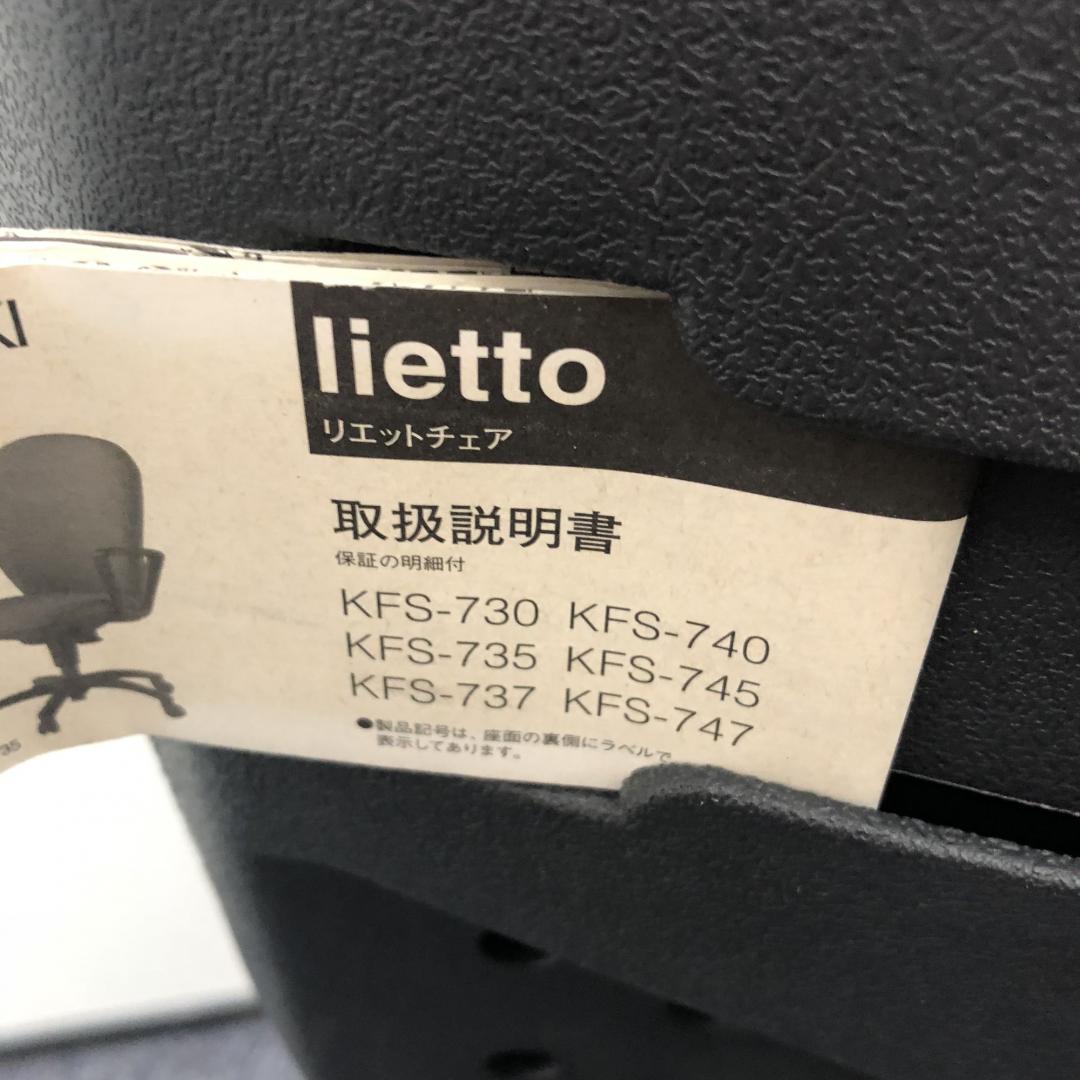 lietto
リエットチェア
取扱説明書
保証の明細付
KFS-730 KFS-740
KFS-735 KFS-745
KFS-737 KFS-747
●製品記号は、座面の裏側にラベルで
表示してあります。